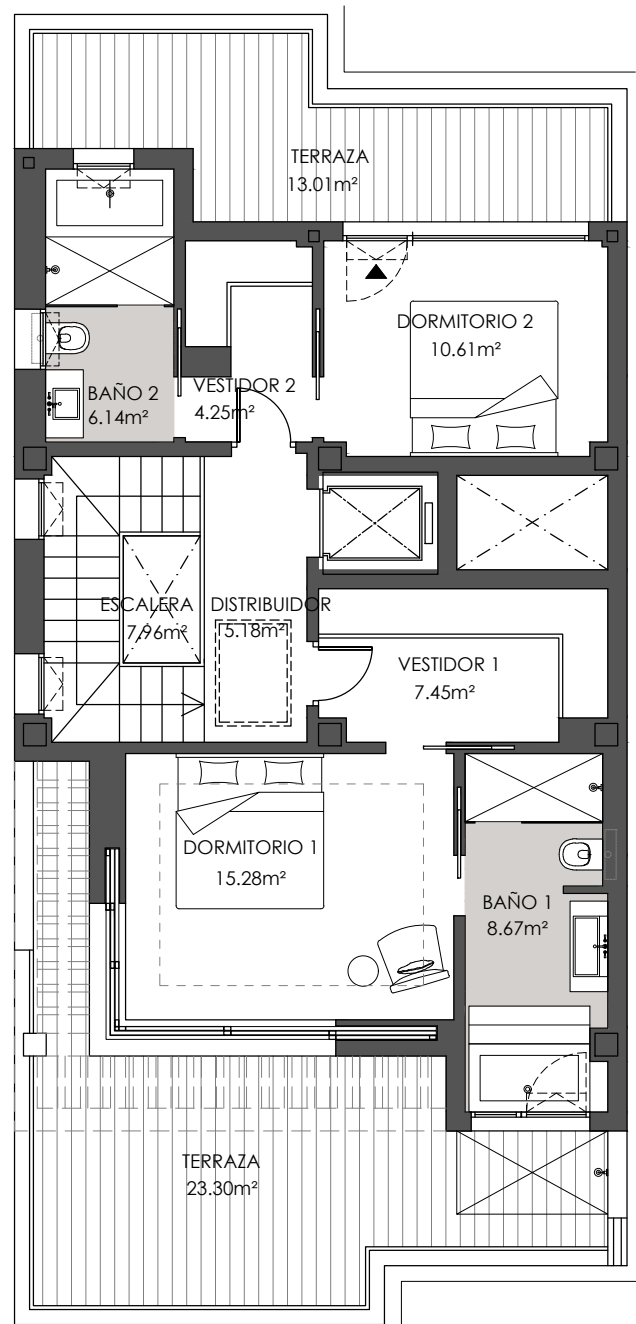 TERRAZA
13.01m²
DORMITORIO 2
10.61m²
BAÑO 2
6.14m²
VESTIDOR 2
4.25m²
ESCALERA
7.96m²
DISTRIBUIDOR
5.18m²
VESTIDOR 1
7.45m²
DORMITORIO 1
15.28m²
BAÑO 1
8.67m²
TERRAZA
23.30m²